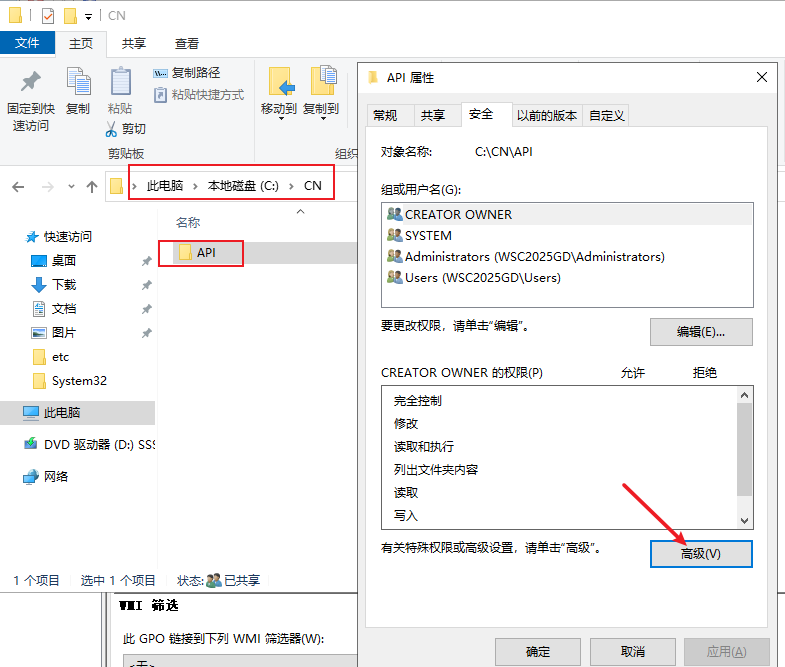 CN
文件
主页
共享
查看
固定到快
速访问
复制
粘贴
复制路径
粘贴快捷方式
剪切
剪贴板
移动到
复制到
组织
此电脑
本地磁盘 (C:)
CN
快速访问
桌面
下载
文档
图片
etc
System32
此电脑
DVD 驱动器 (D:) SSS
网络
名称
API
1 个项目
选中 1 个项目
状态:
已共享
WMI 筛选
此 GPO 链接到下列 WMI 筛选器(W):
<无>
API 属性
常规
共享
安全
以前的版本
自定义
对象名称:
C:\CN\API
组或用户名(G):
CREATOR OWNER
SYSTEM
Administrators (WSC2025GD\Administrators)
Users (WSC2025GD\Users)
要更改权限，请单击“编辑”。
编辑(E)...
CREATOR OWNER 的权限(P)
允许
拒绝
完全控制
修改
读取和执行
列出文件夹内容
读取
写入
有关特殊权限或高级设置，请单击“高级”。
高级(V)
确定
取消
应用(A)